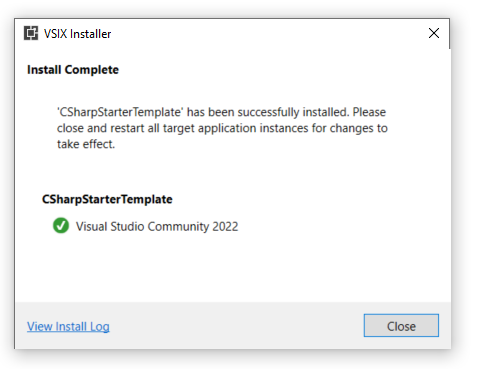 VSIX Installer
Install Complete
'CSharpStarterTemplate' has been successfully installed. Please
close and restart all target application instances for changes to
take effect.
CSharpStarterTemplate
Visual Studio Community 2022
View Install Log
Close